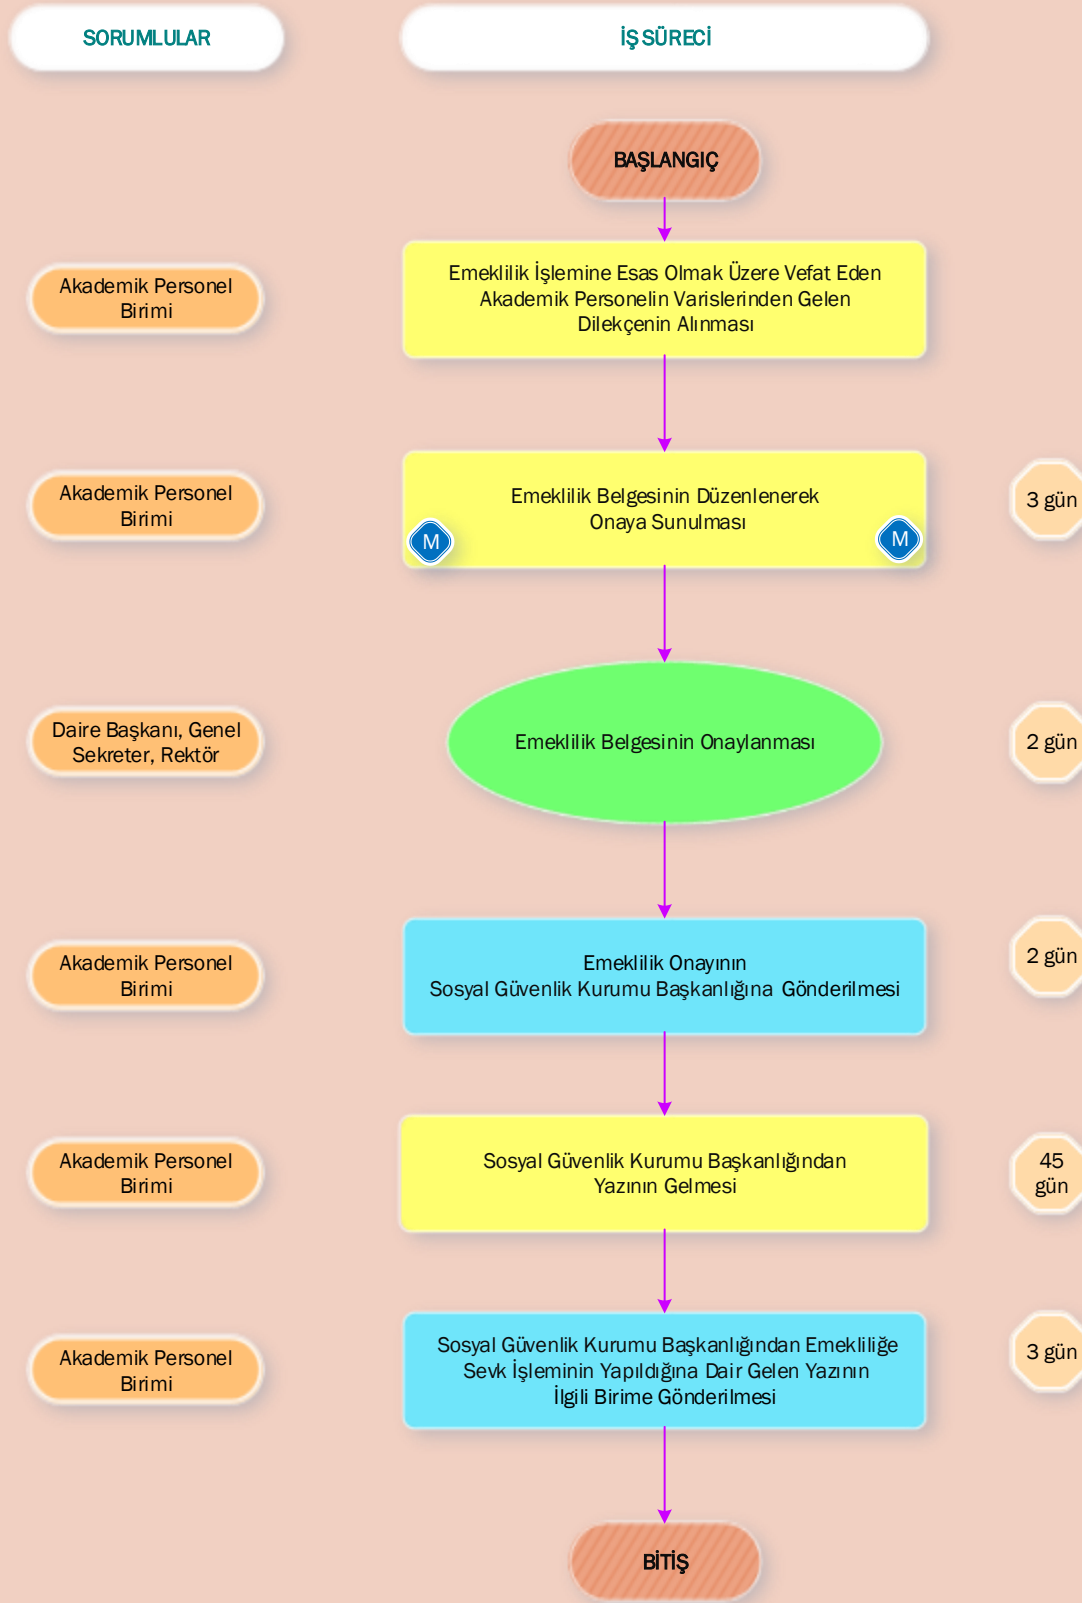 SORUMLULAR
İŞ SÜRECİ
BAŞLANGIÇ
Akademik Personel
Birimi
Emeklilik İşlemine Esas Olmak Üzere Vefat Eden
Akademik Personelin Varislerinden Gelen
Dilekçenin Alınması
Akademik Personel
Birimi
Emeklilik Belgesinin Düzenlenerek
Onaya Sunulması
M
M
3 gün
Daire Başkanı, Genel
Sekreter, Rektör
Emeklilik Belgesinin Onaylanması
2 gün
Akademik Personel
Birimi
Emeklilik Onayının
Sosyal Güvenlik Kurumu Başkanlığına Gönderilmesi
2 gün
Akademik Personel
Birimi
Sosyal Güvenlik Kurumu Başkanlığından
Yazının Gelmesi
45
gün
Akademik Personel
Birimi
Sosyal Güvenlik Kurumu Başkanlığından Emekliliğe
Sevk İşleminin Yapıldığına Dair Gelen Yazının
İlgili Birime Gönderilmesi
3 gün
BİTİŞ